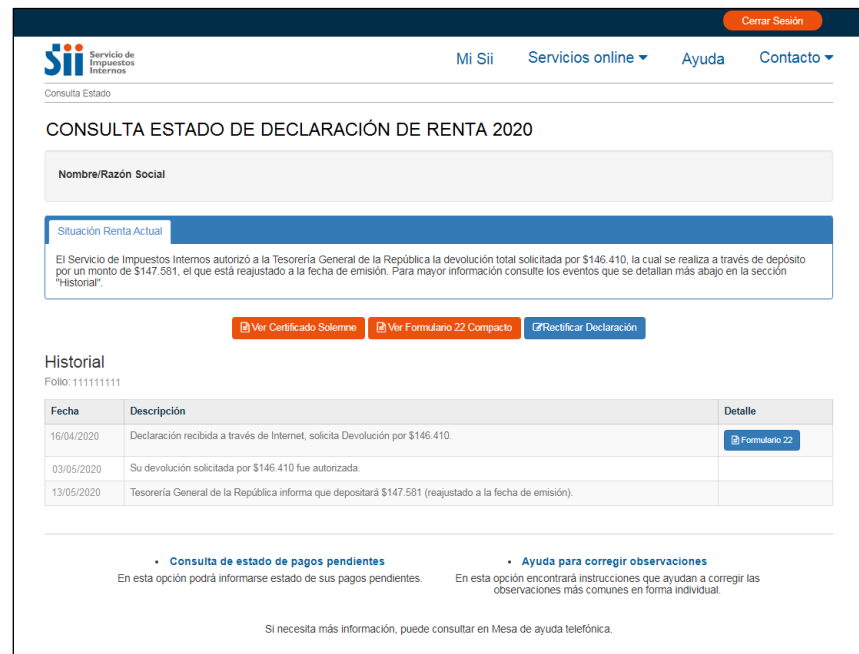 Cerrar Sesión
Sii Servicio de
Impuestos
Internos
Mi Sii Servicios online Ayuda Contacto
Consulta Estado
CONSULTA ESTADO DE DECLARACIÓN DE RENTA 2020
Nombre/Razón Social
Situación Renta Actual
El Servicio de Impuestos Internos autorizó a la Tesorería General de la República la devolución total solicitada por $146.410, la cual se realiza a través de depósito
por un monto de $147.581, el que está reajustado a la fecha de emisión. Para mayor información consulte los eventos que se detallan más abajo en la sección
"Historial".
Ver Certificado Solemne Ver Formulario 22 Compacto Rectificar Declaración
Historial
Folio: 111111111
Fecha Descripción Detalle
16/04/2020 Declaración recibida a través de Internet, solicita Devolución por $146.410. Formulario 22
03/05/2020 Su devolución solicitada por $146.410 fue autorizada.
13/05/2020 Tesorería General de la República informa que depositará $147.581 (reajustado a la fecha de emisión).
• Consulta de estado de pagos pendientes • Ayuda para corregir observaciones
En esta opción podrá informarse estado de sus pagos pendientes. En esta opción encontrará instrucciones que ayudan a corregir las
observaciones más comunes en forma individual.
Si necesita más información, puede consultar en Mesa de ayuda telefónica.